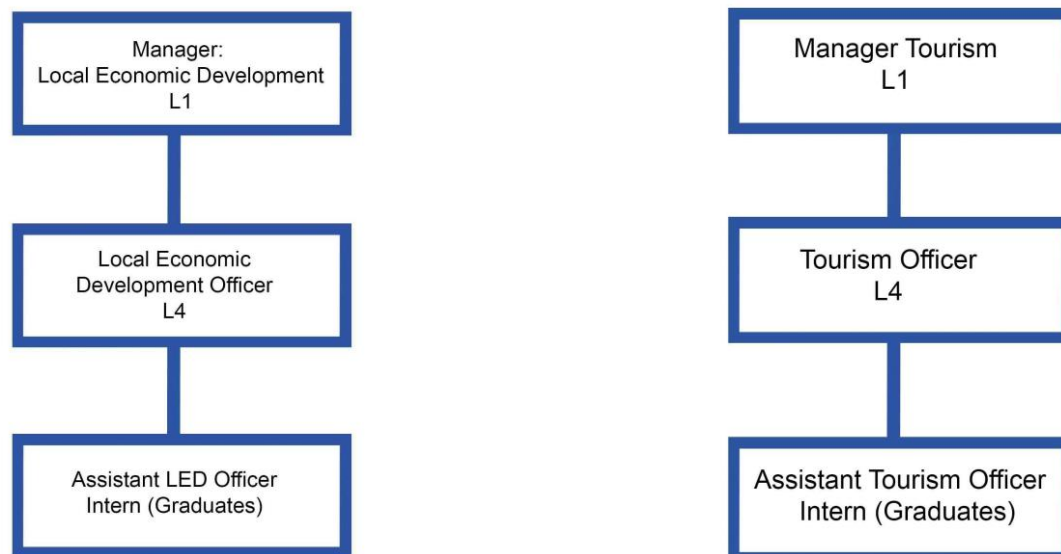 Manager:
Local Economic Development
L1
Local Economic
Development Officer
L4
Assistant LED Officer
Intern (Graduates)
Manager Tourism
L1
Tourism Officer
L4
Assistant Tourism Officer
Intern (Graduates)